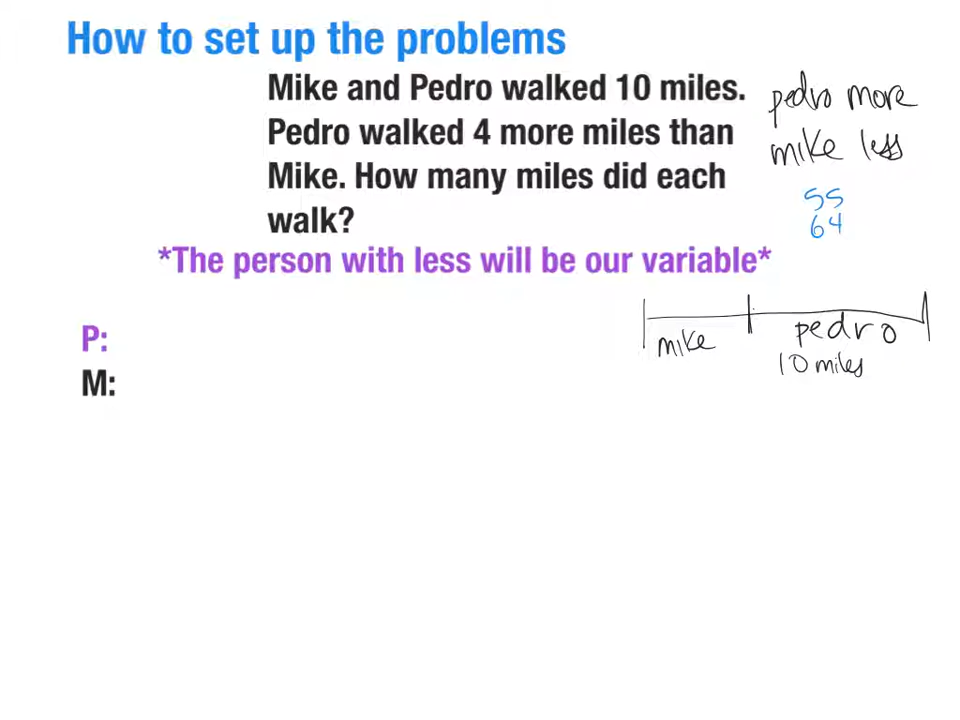 How to set up the problems
Mike and Pedro walked 10 miles.
Pedro walked 4 more miles than
Mike. How many miles did each
walk?
pedro more
mike less
55
64
*The person with less will be our variable*
P:
M:
mike
pedro
10 miles